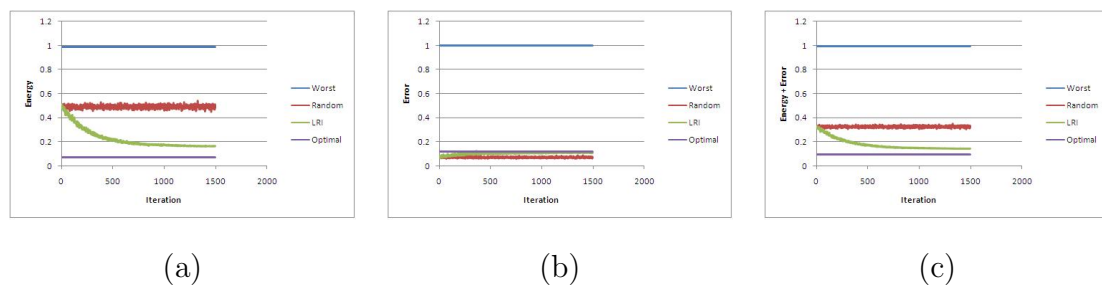 1.2
1
0.8
0.6
0.4
0.2
0
Energy
0 500 1000 1500 2000
Iteration
Worst
Random
LRI
Optimal
(a)
1.2
1
0.8
0.6
0.4
0.2
0
Error
0 500 1000 1500 2000
Iteration
Worst
Random
LRI
Optimal
(b)
1.2
1
0.8
0.6
0.4
0.2
0
Energy + Error
0 500 1000 1500 2000
Iteration
Worst
Random
LRI
Optimal
(c)